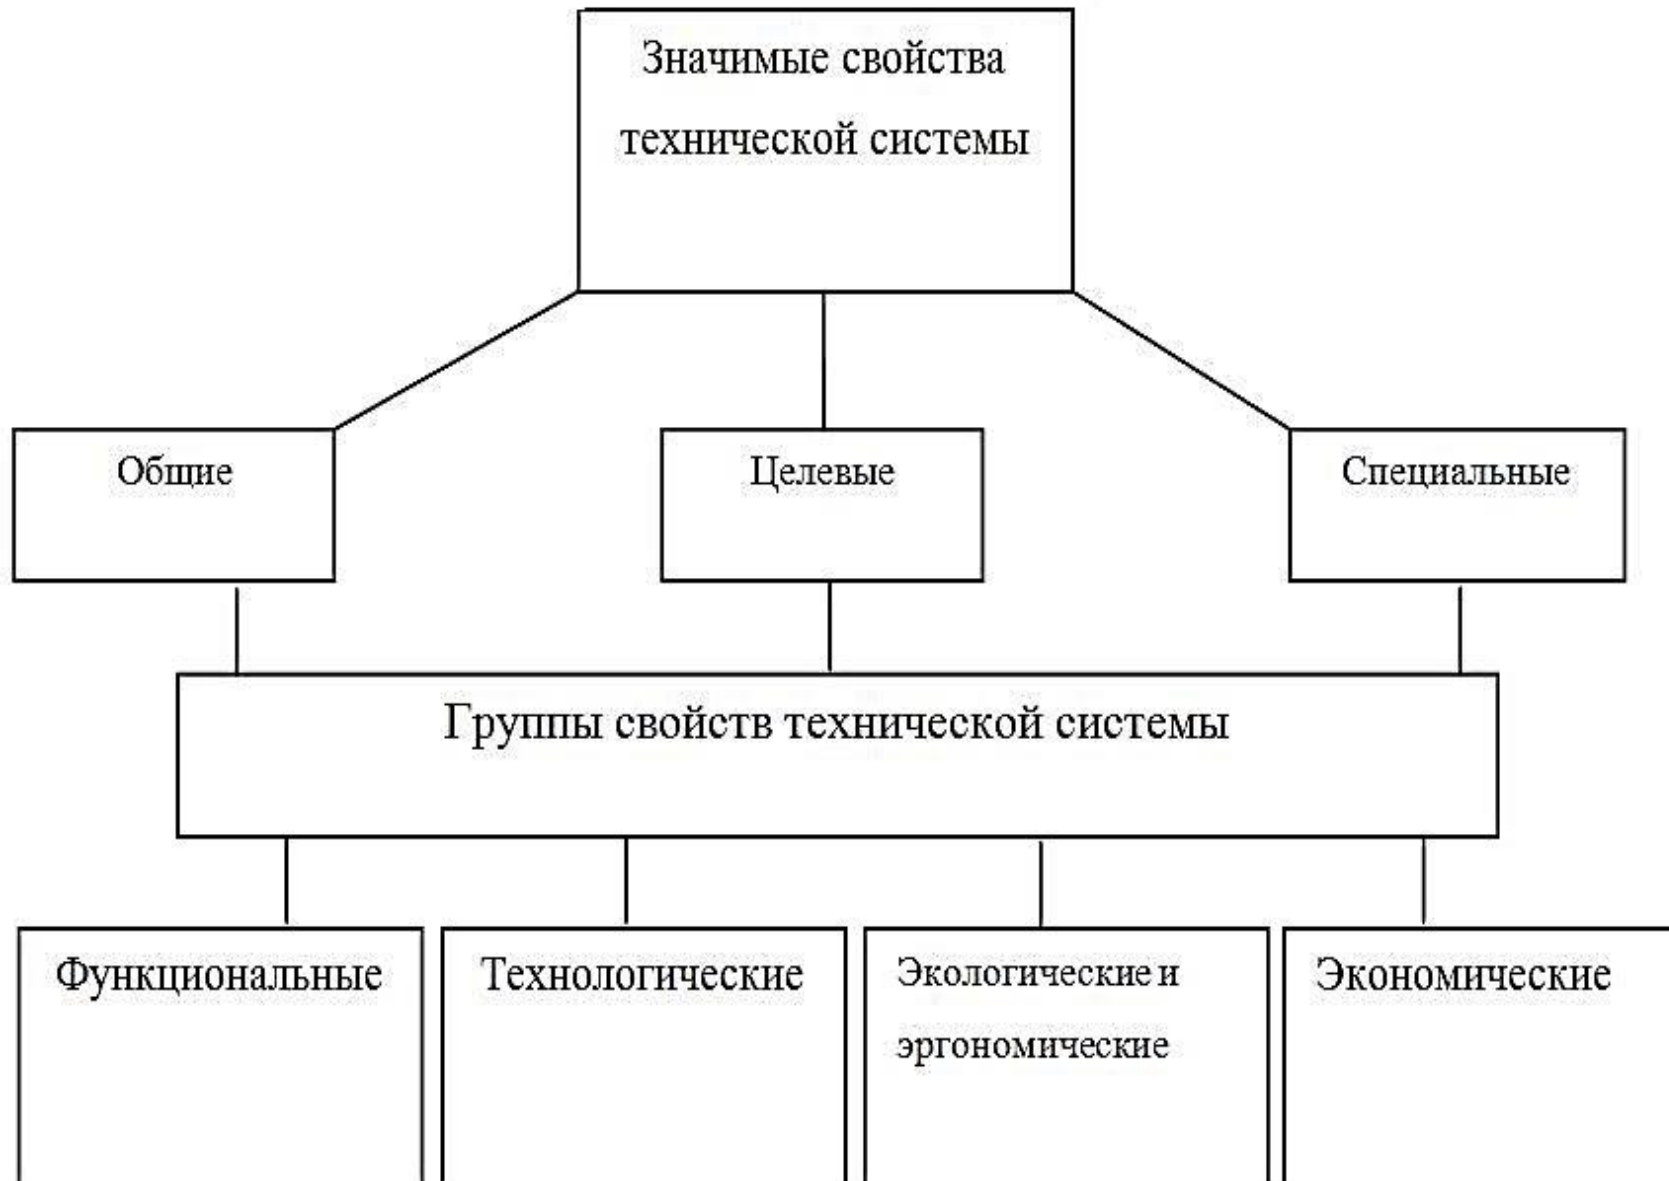 Значимые свойства
технической системы
Общие
Целевые
Специальные
Группы свойств технической системы
Функциональные
Технологические
Экологические и
эргономические
Экономические